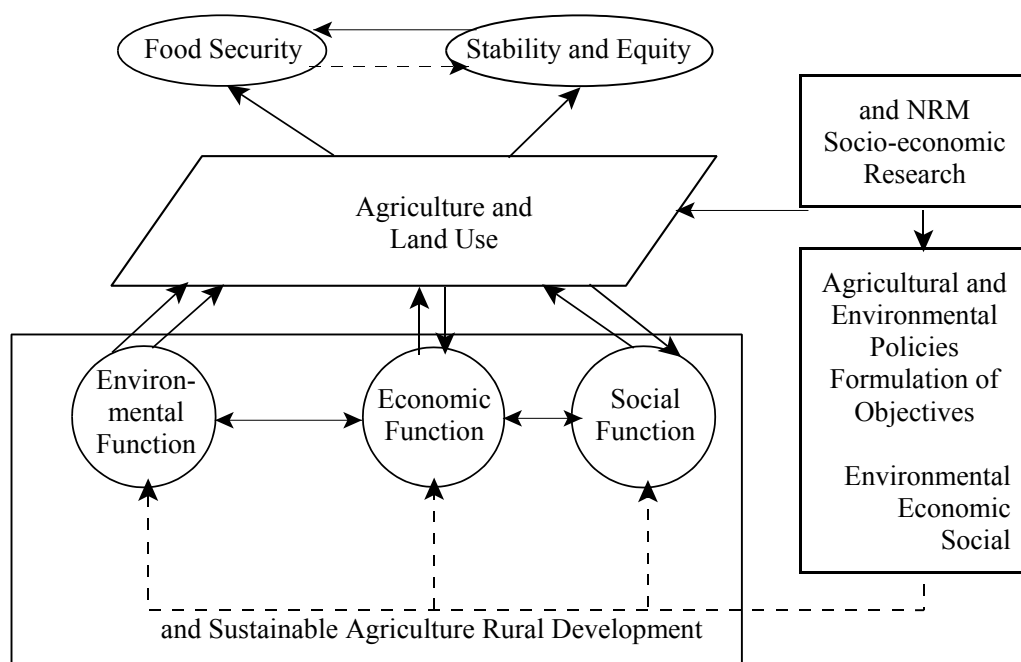 Food Security
Stability and Equity
and NRM
Socio-economic
Research
Agriculture and
Land Use
Agricultural and
Environmental
Policies
Formulation of
Objectives
Environmental
Economic
Social
Environ-
mental
Function
Economic
Function
Social
Function
and Sustainable Agriculture Rural Development